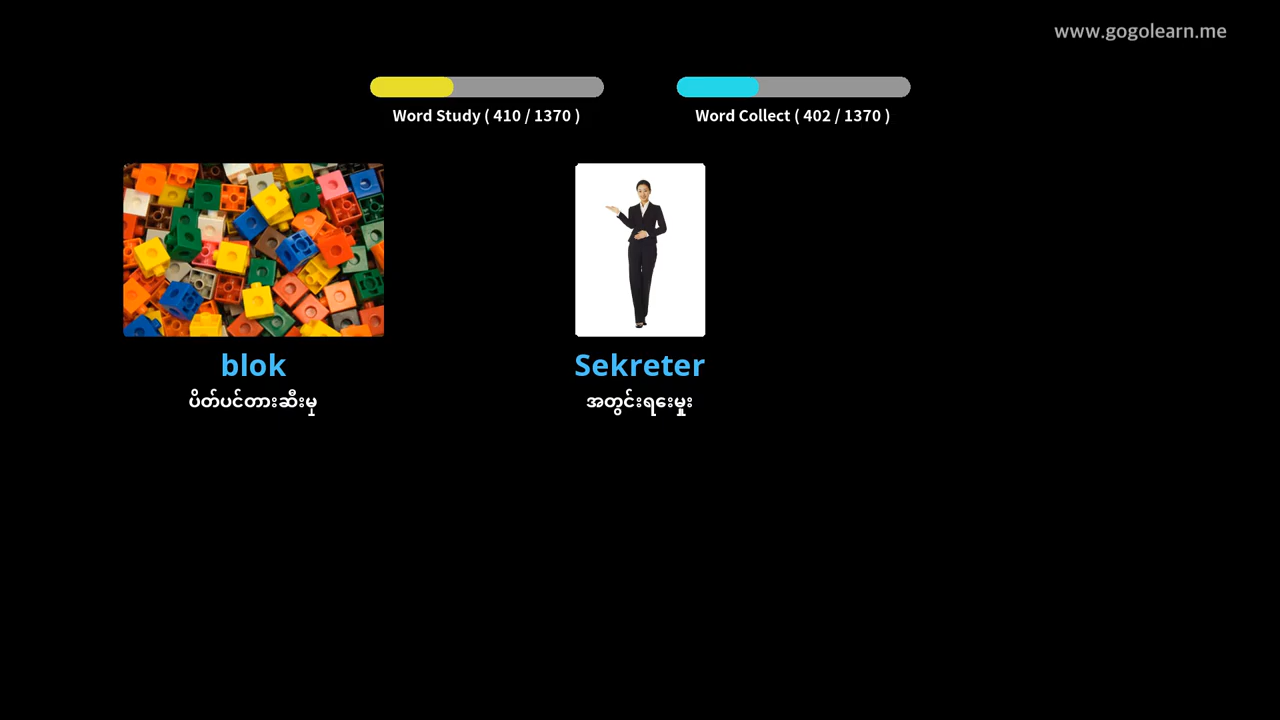 www.gogolearn.me
Word Study ( 410 / 1370 )
Word Collect ( 402 / 1370 )
blok
ပိတ်ပင်တားဆီးမှ
Sekreter
အတွင်းရေးမှူး